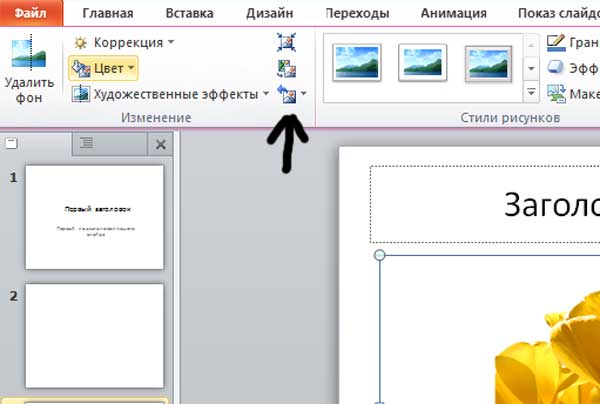 Файл Главная Вставка Дизайн Переходы Анимация Показ слайдо
Удалить фон
Коррекция
Цвет
Художественные эффекты
Изменение
Гран
Эфф
Маке
Стили рисунков
1
Первый заголовок
2
Заголо